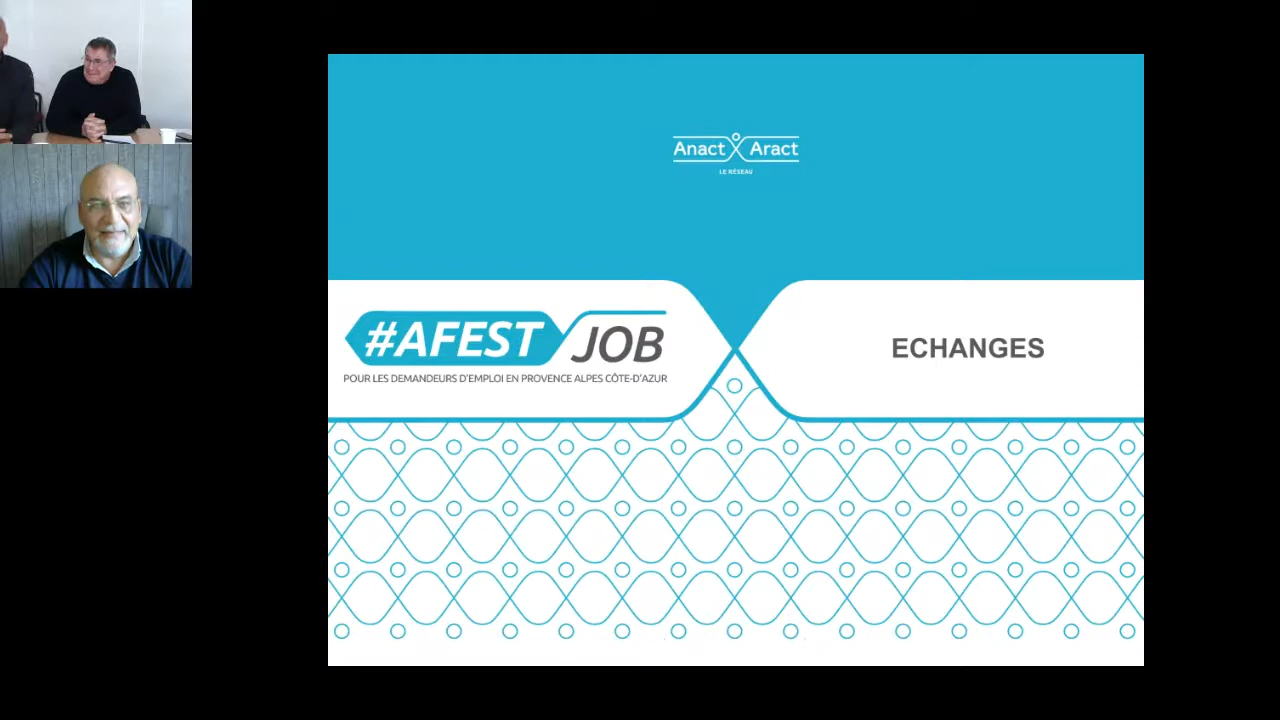 Anact Aract
LE RÉSEAU
#AFEST JOB
POUR LES DEMANDEURS D'EMPLOI EN PROVENCE ALPES CÔTE-D'AZUR
ECHANGES